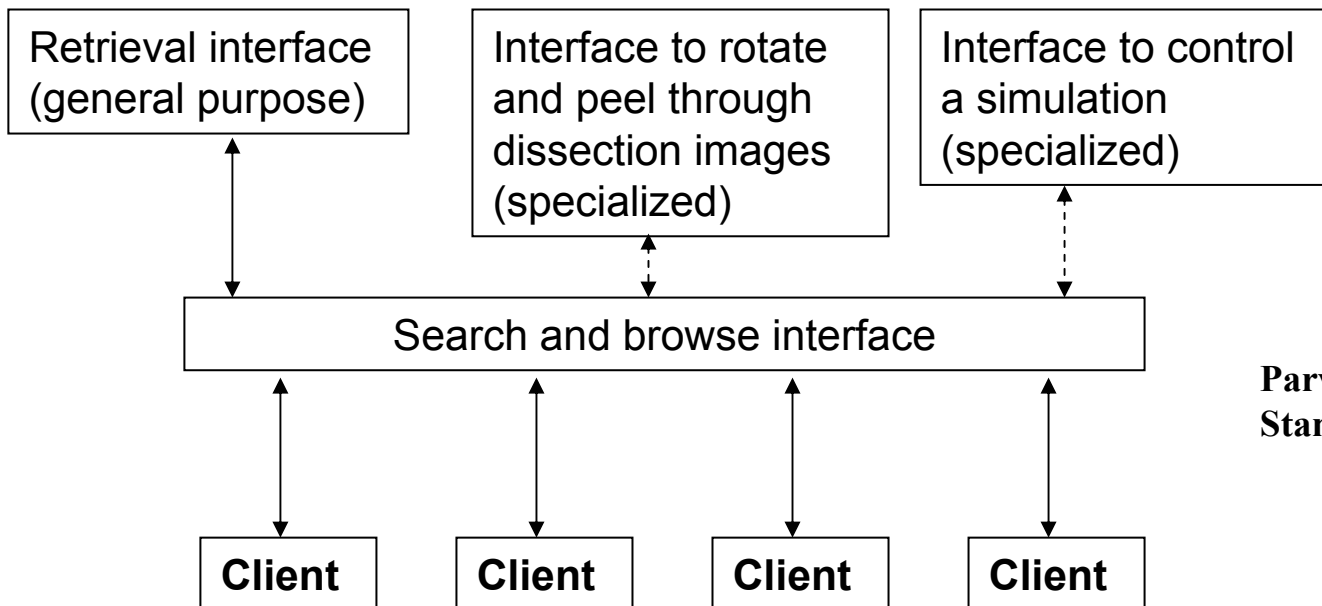 Retrieval interface
(general purpose)
Interface to rotate
and peel through
dissection images
(specialized)
Interface to control
a simulation
(specialized)
Search and browse interface
Client
Client
Client
Client